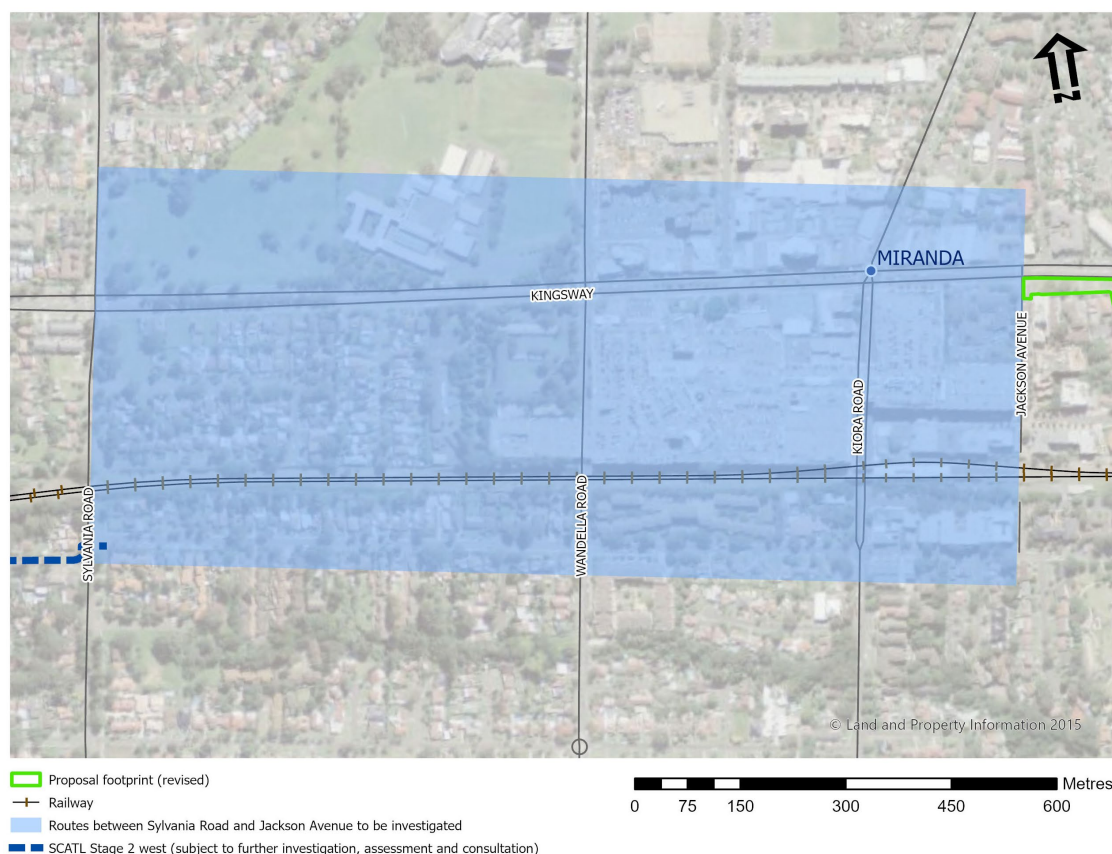 N
MIRANDA
KINGSWAY
JACKSON AVENUE
KIORA ROAD
SYLVANIA ROAD
WANDELLA ROAD
© Land and Property Information 2015
Proposal footprint (revised)
Railway
Routes between Sylvania Road and Jackson Avenue to be investigated
SCATL Stage 2 west (subject to further investigation, assessment and consultation)
Metres
0 75 150 300 450 600